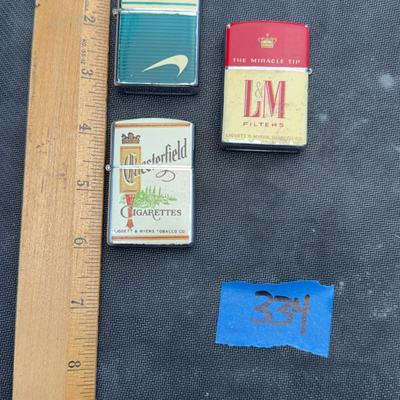 2
3
4
5
6
7
8
THE MIRACLE TIP
L&M
FILTERS
LIGGETT & MYERS TOBACCO CO
Chesterfield
CIGARETTES
LIGGETT & MYERS TOBACCO CO
334